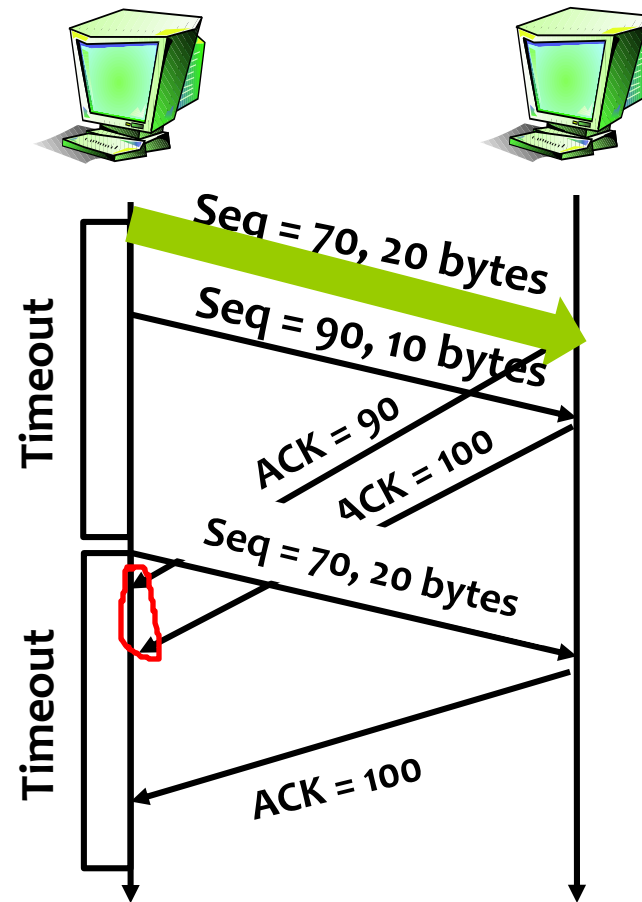 Seq = 70, 20 bytes
Timeout
Seq = 90, 10 bytes
ACK = 90
ACK = 100
Seq = 70, 20 bytes
Timeout
ACK = 100